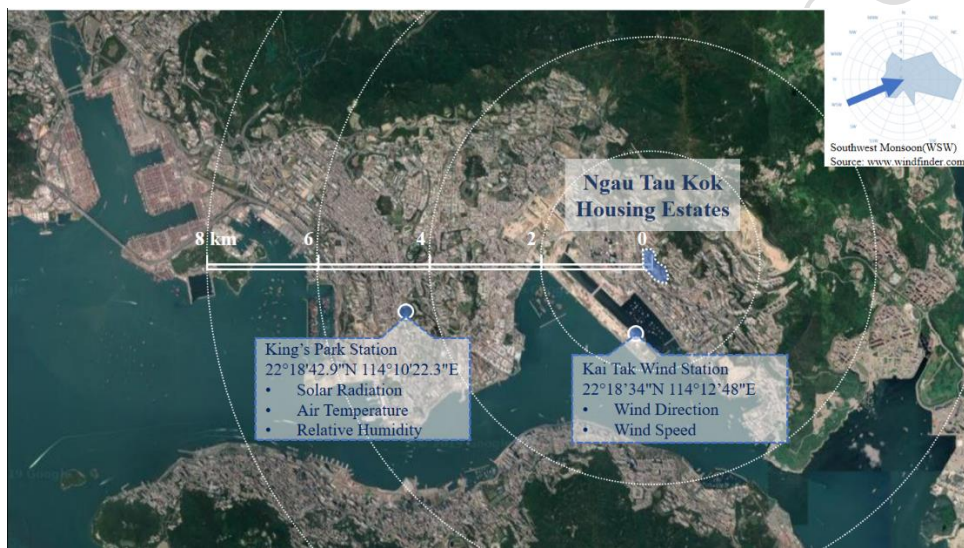 Southwest Monsoon(WSW)
Source: www.windfinder.com
Ngau Tau Kok
Housing Estates
8 km
6
4
2
0
King's Park Station
22°18'42.9"N 114°10'22.3"E
• Solar Radiation
• Air Temperature
• Relative Humidity
Kai Tak Wind Station
22°18'34"N 114°12'48"E
• Wind Direction
• Wind Speed